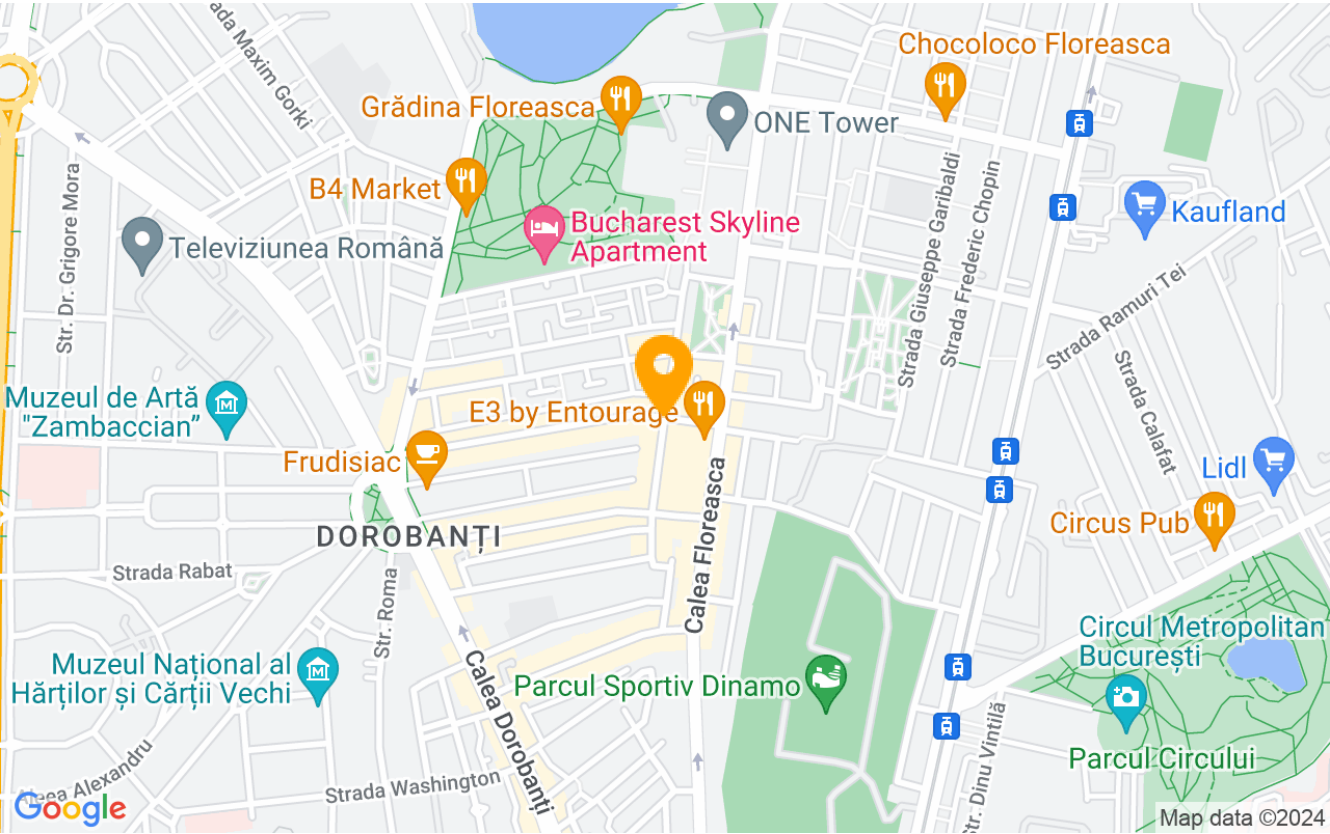 Strada Maxim Gorki
Chocoloco Floreasca
Grădina Floreasca
ONE Tower
B4 Market
Str. Dr. Grigore Mora
Strada Giuseppe Garibaldi
Strada Frederic Chopin
Kaufland
Bucharest Skyline
Apartment
Televiziunea Română
Strada Ramuri Tei
Muzeul de Artă
"Zambaccian”
E3 by Entourage
Strada Calafat
Frudisiac
Lidl
Calea Floreasca
Circus Pub
DOROBANȚI
Strada Rabat
Str. Roma
Circul Metropolitan
București
Muzeul Național al
Hărților și Cărții Vechi
Calea Dorobanți
Parcul Sportiv Dinamo
Str. Dinu Vintilă
Parcul Circului
Aleea Alexandru
Strada Washington
Google
Map data ©2024